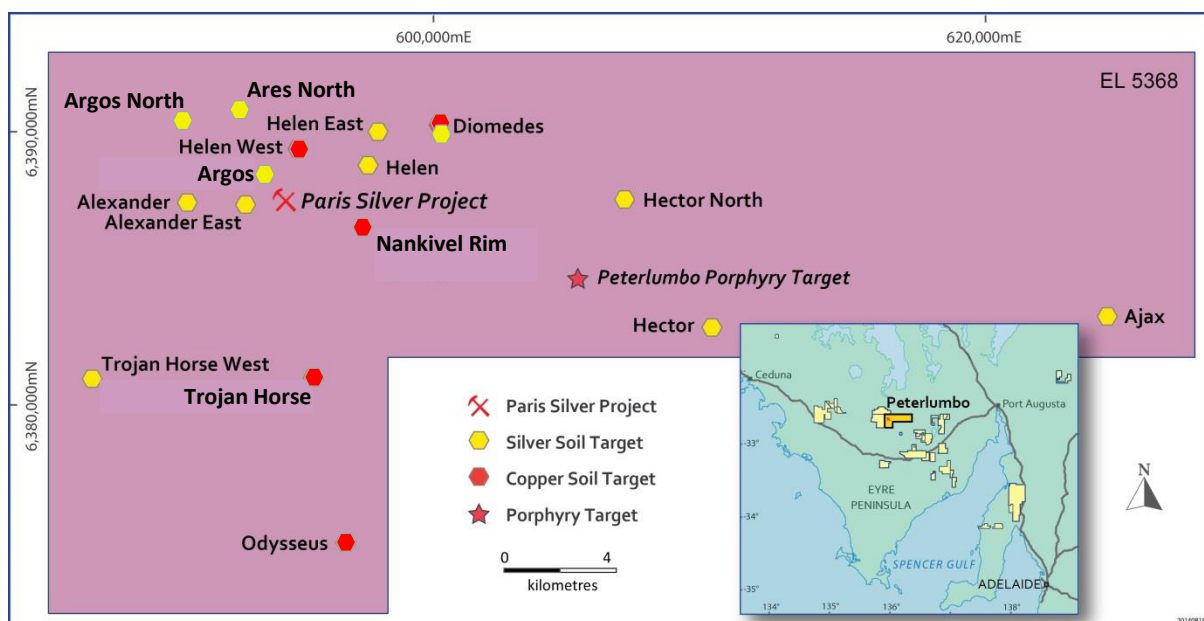 600,000mE
620,000mE
EL 5368
6,390,000mN
6,380,000mN
Argos North
Ares North
Helen East
Diomedes
Helen West
Argos
Helen
Alexander
Paris Silver Project
Hector North
Alexander East
Nankivel Rim
Peterlumbo Porphyry Target
Hector
Ajax
Trojan Horse West
Trojan Horse
Odysseus
Paris Silver Project
Silver Soil Target
Copper Soil Target
Porphyry Target
0 4
kilometres
Ceduna
Peterlumbo
Port Augusta
-33°
EYRE
PENINSULA
-34°
SPENCER GULF
ADELAIDE
-35°
134° 135° 136° 138°
N